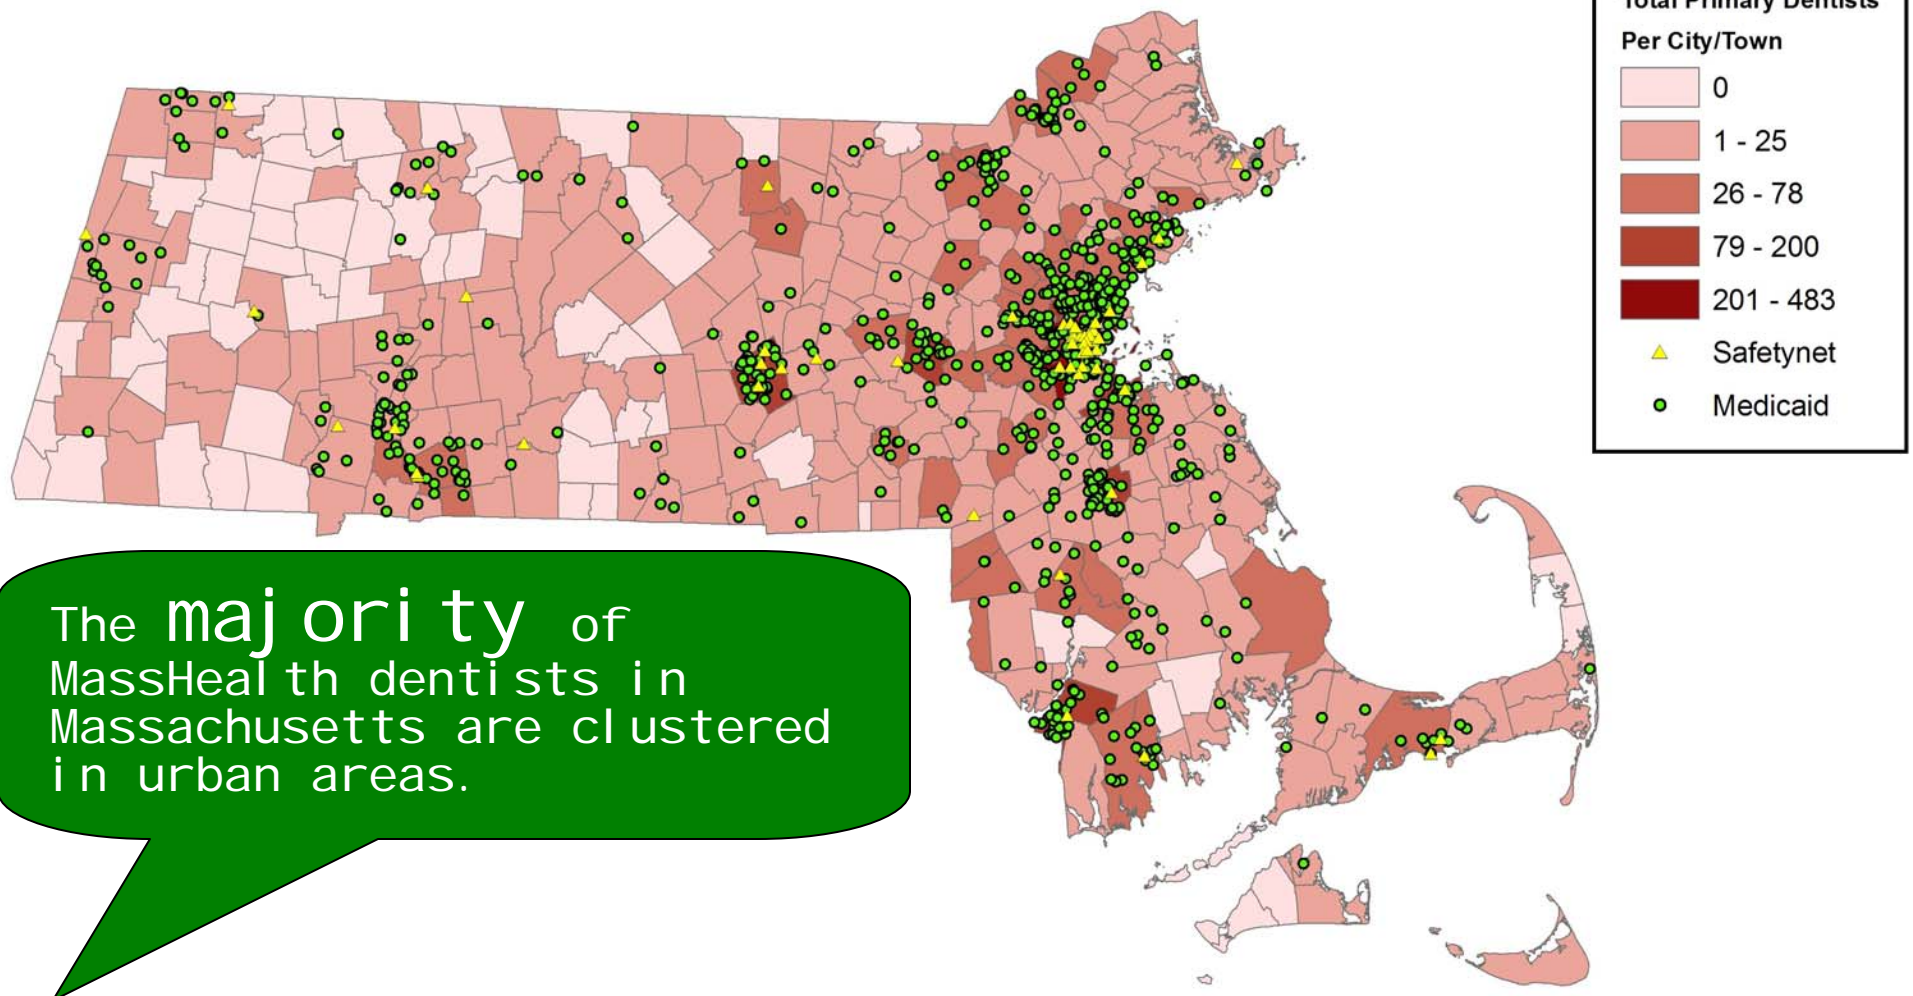 Total Primary Dentists
Per City/Town
0
1 - 25
26 - 78
79 - 200
201 - 483
Safetynet
Medicaid
The majority of
MassHealth dentists in
Massachusetts are clustered
in urban areas.